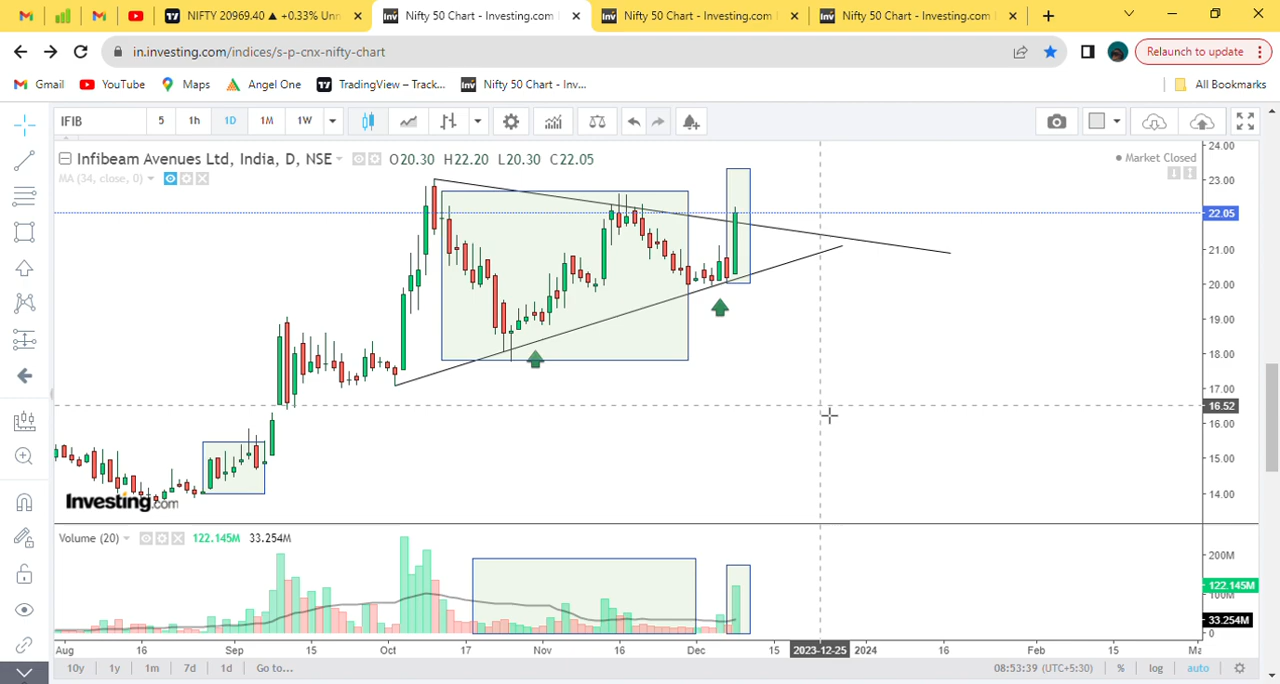 NIFTY 20969.40 ▲ +0.33% Unn
Nifty 50 Chart - Investing.com
Nifty 50 Chart - Investing.com
Nifty 50 Chart - Investing.com
in.investing.com/indices/s-p-cnx-nifty-chart
Relaunch to update
Gmail
YouTube
Maps
Angel One
TradingView – Track...
Nifty 50 Chart - Inv...
All Bookmarks
IFIB
5
1h
1D
1M
1W
Infibeam Avenues Ltd, India, D, NSE
O20.30 H22.20 L20.30 C22.05
Market Closed
MA (34, close, 0)
24.00
23.00
22.05
21.00
20.00
19.00
18.00
17.00
16.52
16.00
15.00
14.00
Investing.com
Volume (20)
122.145M
33.254M
200M
122.145M
100M
33.254M
0
Aug 16 Sep 15 Oct 17 Nov 16 Dec 15 2023-12-25 2024 16 Feb 15 Ma
10y 1y 1m 7d 1d Go to...
08:53:39 (UTC+5:30) % log auto